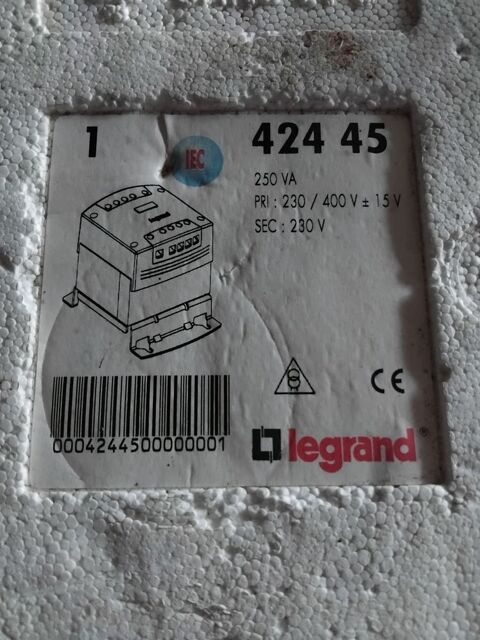 1 IEC 424 45
250 VA
PRI : 230 / 400 V ± 15 V
SEC : 230 V
CE
0004244500000001
legrand®